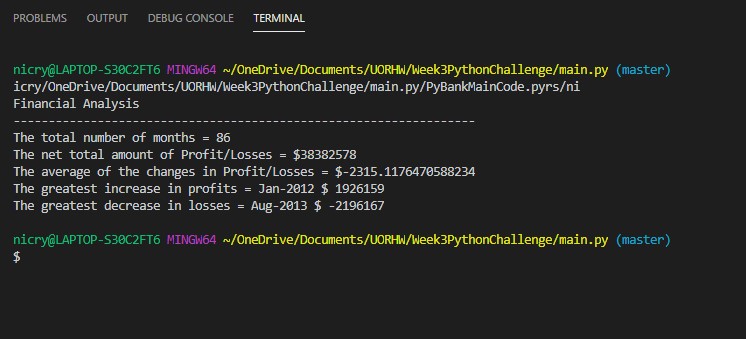 PROBLEMS OUTPUT DEBUG CONSOLE TERMINAL
nicry@LAPTOP-S30C2FT6 MINGW64 ~/OneDrive/Documents/UORHW/Week3PythonChallenge/main.py (master)
icry/OneDrive/Documents/UORHW/Week3PythonChallenge/main.py/PyBankMainCode.pyrs/ni
Financial Analysis
------------------------------------------------------------------
The total number of months = 86
The net total amount of Profit/Losses = $38382578
The average of the changes in Profit/Losses = $-2315.1176470588234
The greatest increase in profits = Jan-2012 $ 1926159
The greatest decrease in losses = Aug-2013 $ -2196167
nicry@LAPTOP-S30C2FT6 MINGW64 ~/OneDrive/Documents/UORHW/Week3PythonChallenge/main.py (master)
$